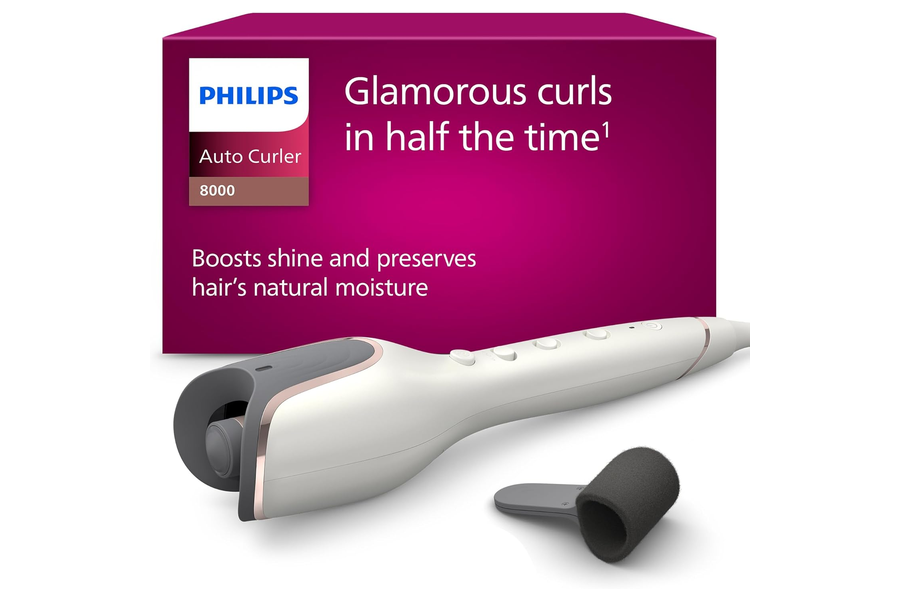 PHILIPS
Auto Curler
8000
Glamorous curls
in half the time¹
Boosts shine and preserves
hair’s natural moisture